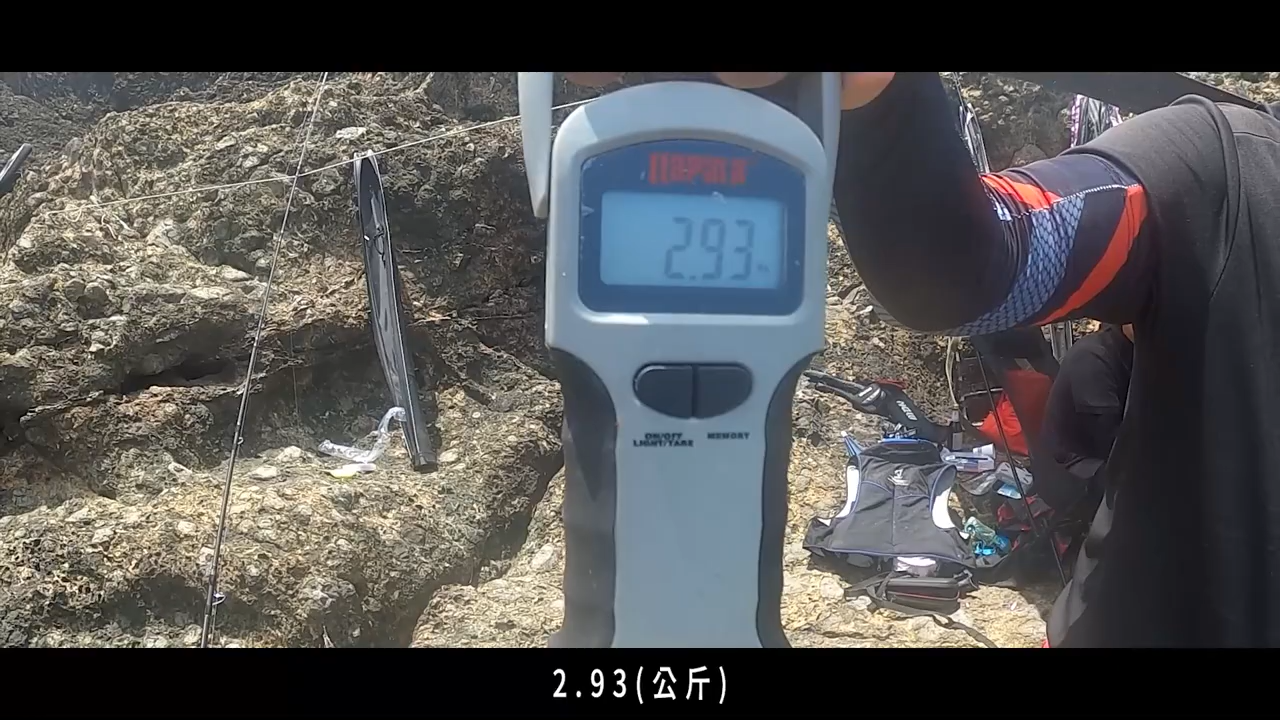 Rapala
2.93
ON/OFF
LIGHT/TARE
MEMORY
2.93(公斤)